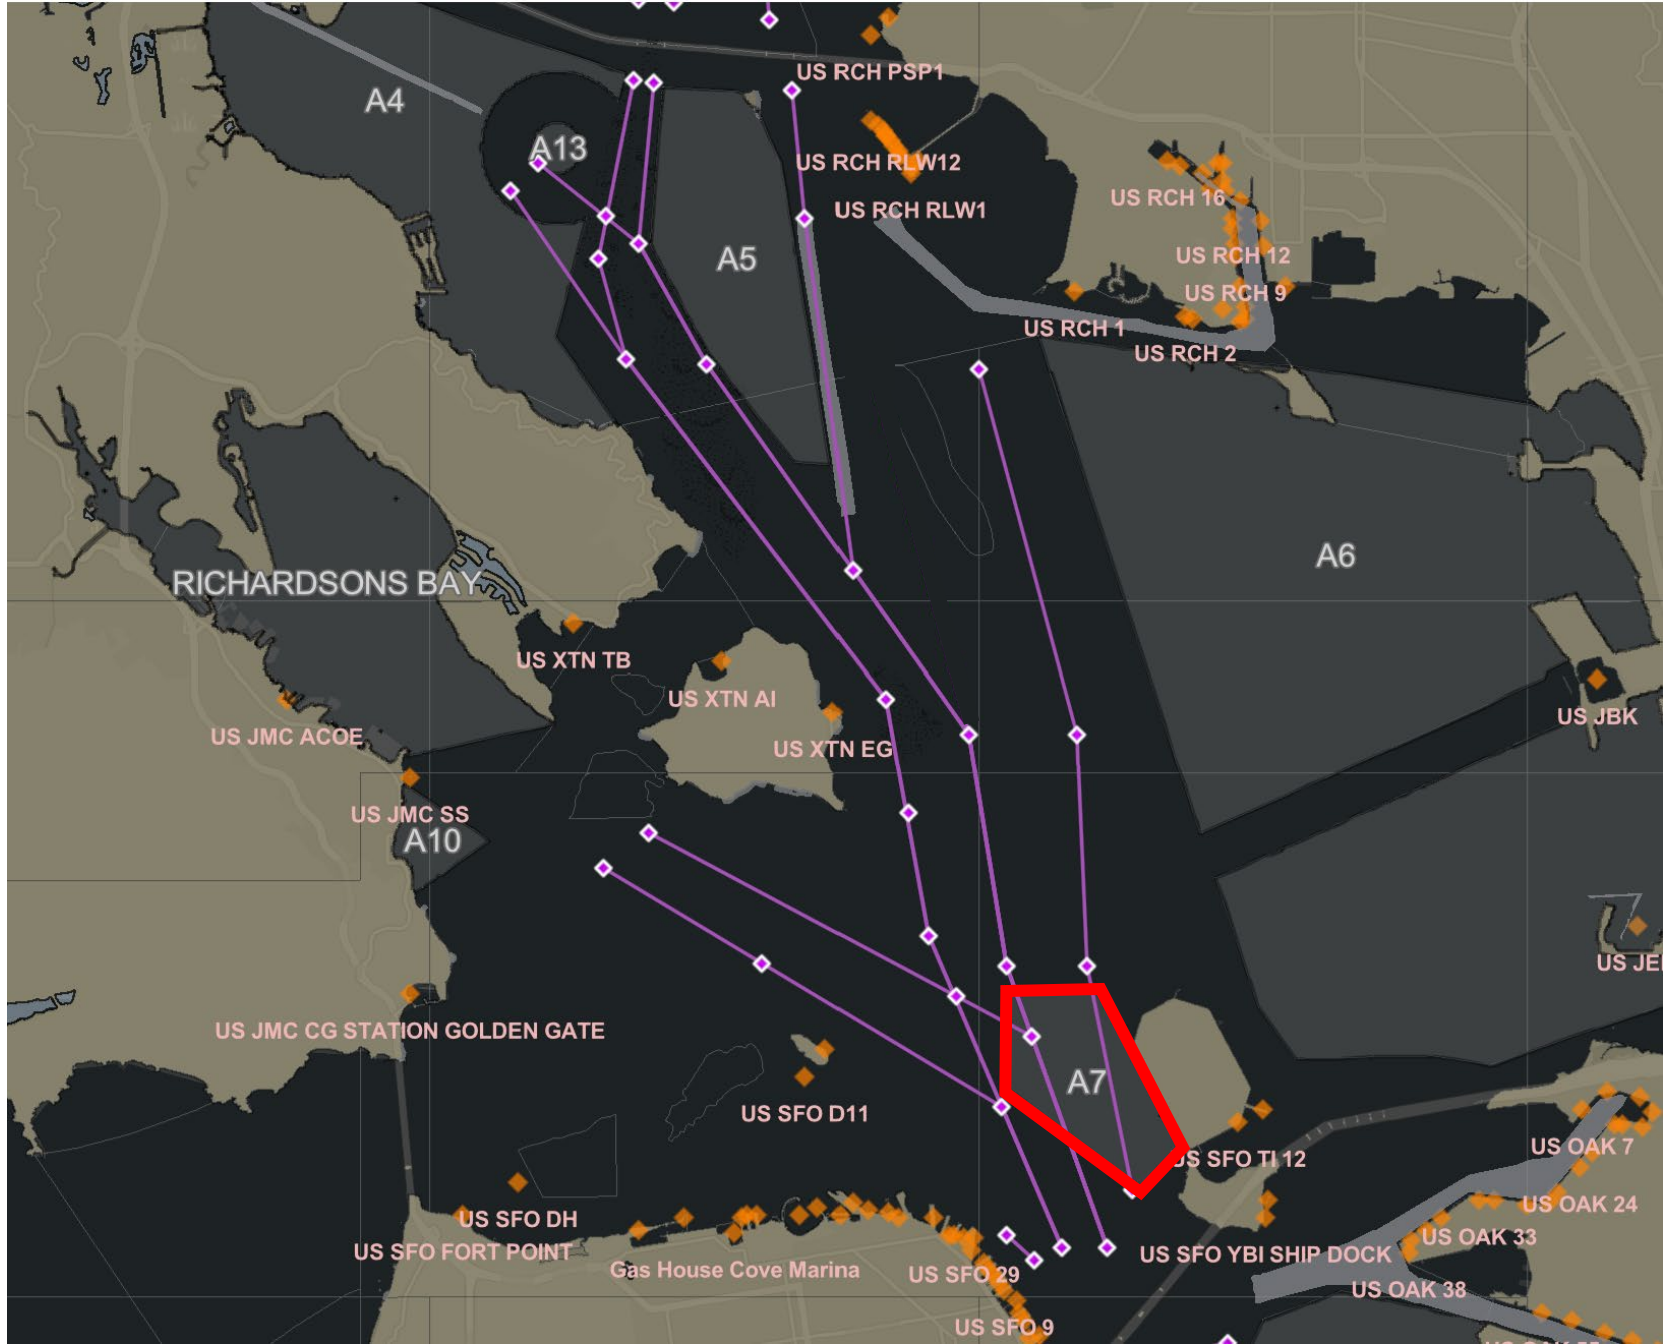 US RCH PSP1
A4
A13
US RCH RLW12
US RCH 16
US RCH RLW1
A5
US RCH 12
US RCH 9
US RCH 1
US RCH 2
A6
RICHARDSONS BAY
US XTN TB
US XTN AI
US JBK
US JMC ACOE
US XTN EG
US JMC SS
A10
US JMC CG STATION GOLDEN GATE
A7
US SFO D11
US OAK 7
US SFO TI 12
US OAK 24
US SFO DH
US OAK 33
US SFO FORT POINT
US SFO YBI SHIP DOCK
Gas House Cove Marina
US SFO 29
US OAK 38
US SFO 9